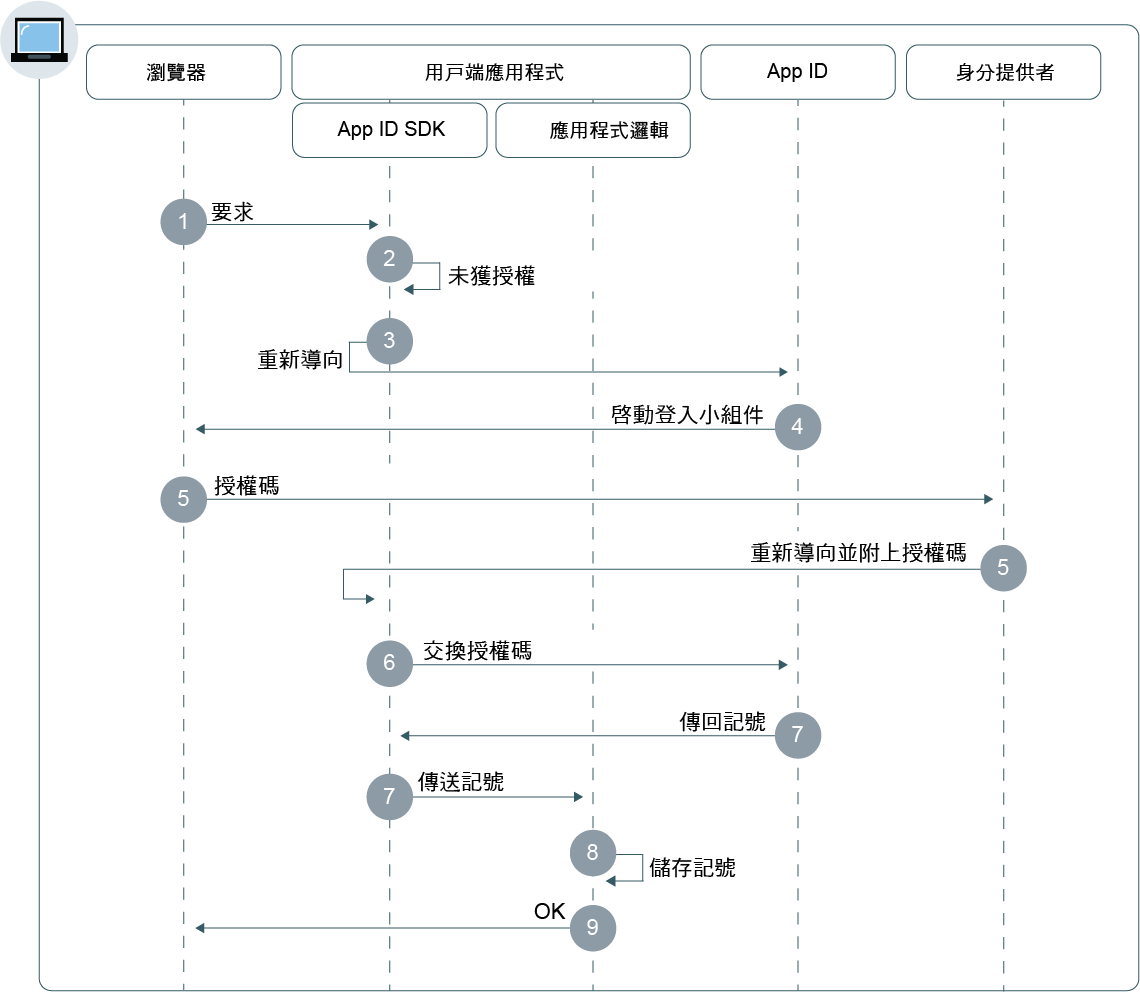 瀏覽器
用戶端應用程式
App ID
身分提供者
App ID SDK
應用程式邏輯
1
要求
2
未獲授權
3
重新導向
啓動登入小組件
4
5
授權碼
重新導向並附上授權碼
5
6
交換授權碼
傳回記號
7
7
傳送記號
8
儲存記號
OK
9